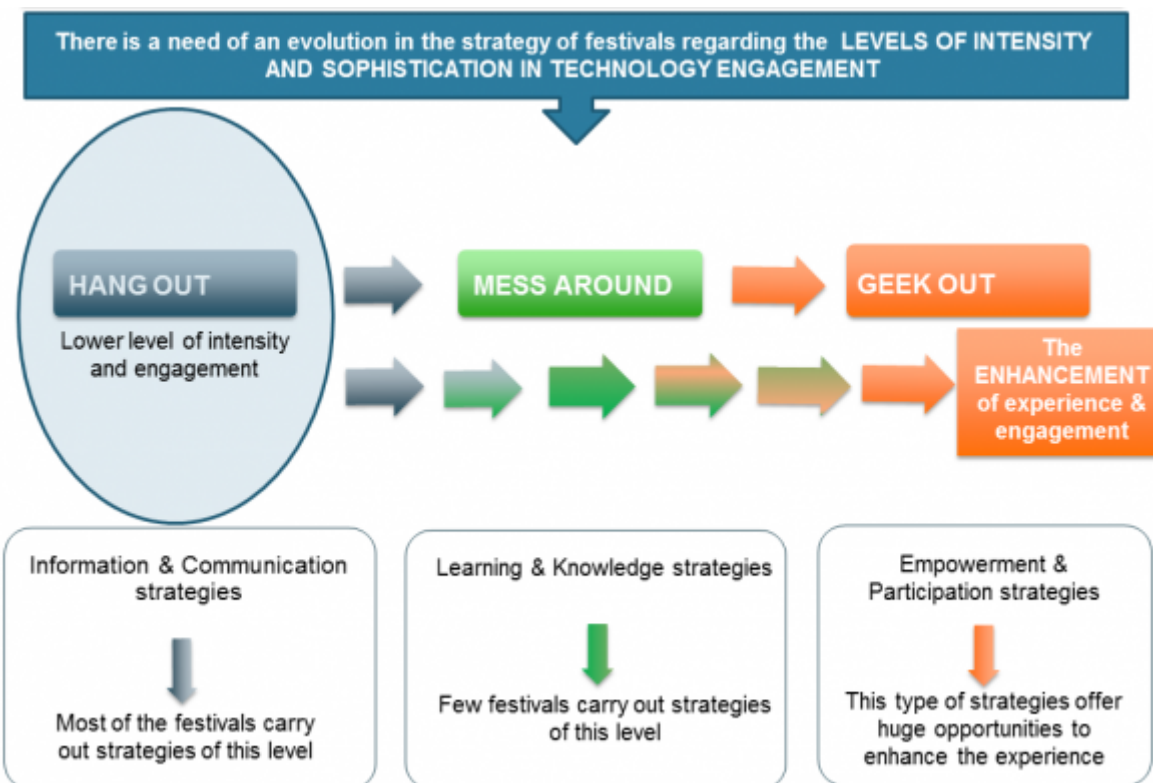 There is a need of an evolution in the strategy of festivals regarding the LEVELS OF INTENSITY
AND SOPHISTICATION IN TECHNOLOGY ENGAGEMENT
HANG OUT
Lower level of intensity
and engagement
MESS AROUND
GEEK OUT
The
ENHANCEMENT
of experience &
engagement
Information & Communication
strategies
Most of the festivals carry
out strategies of this level
Learning & Knowledge strategies
Few festivals carry out strategies
of this level
Empowerment &
Participation strategies
This type of strategies offer
huge opportunities to
enhance the experience